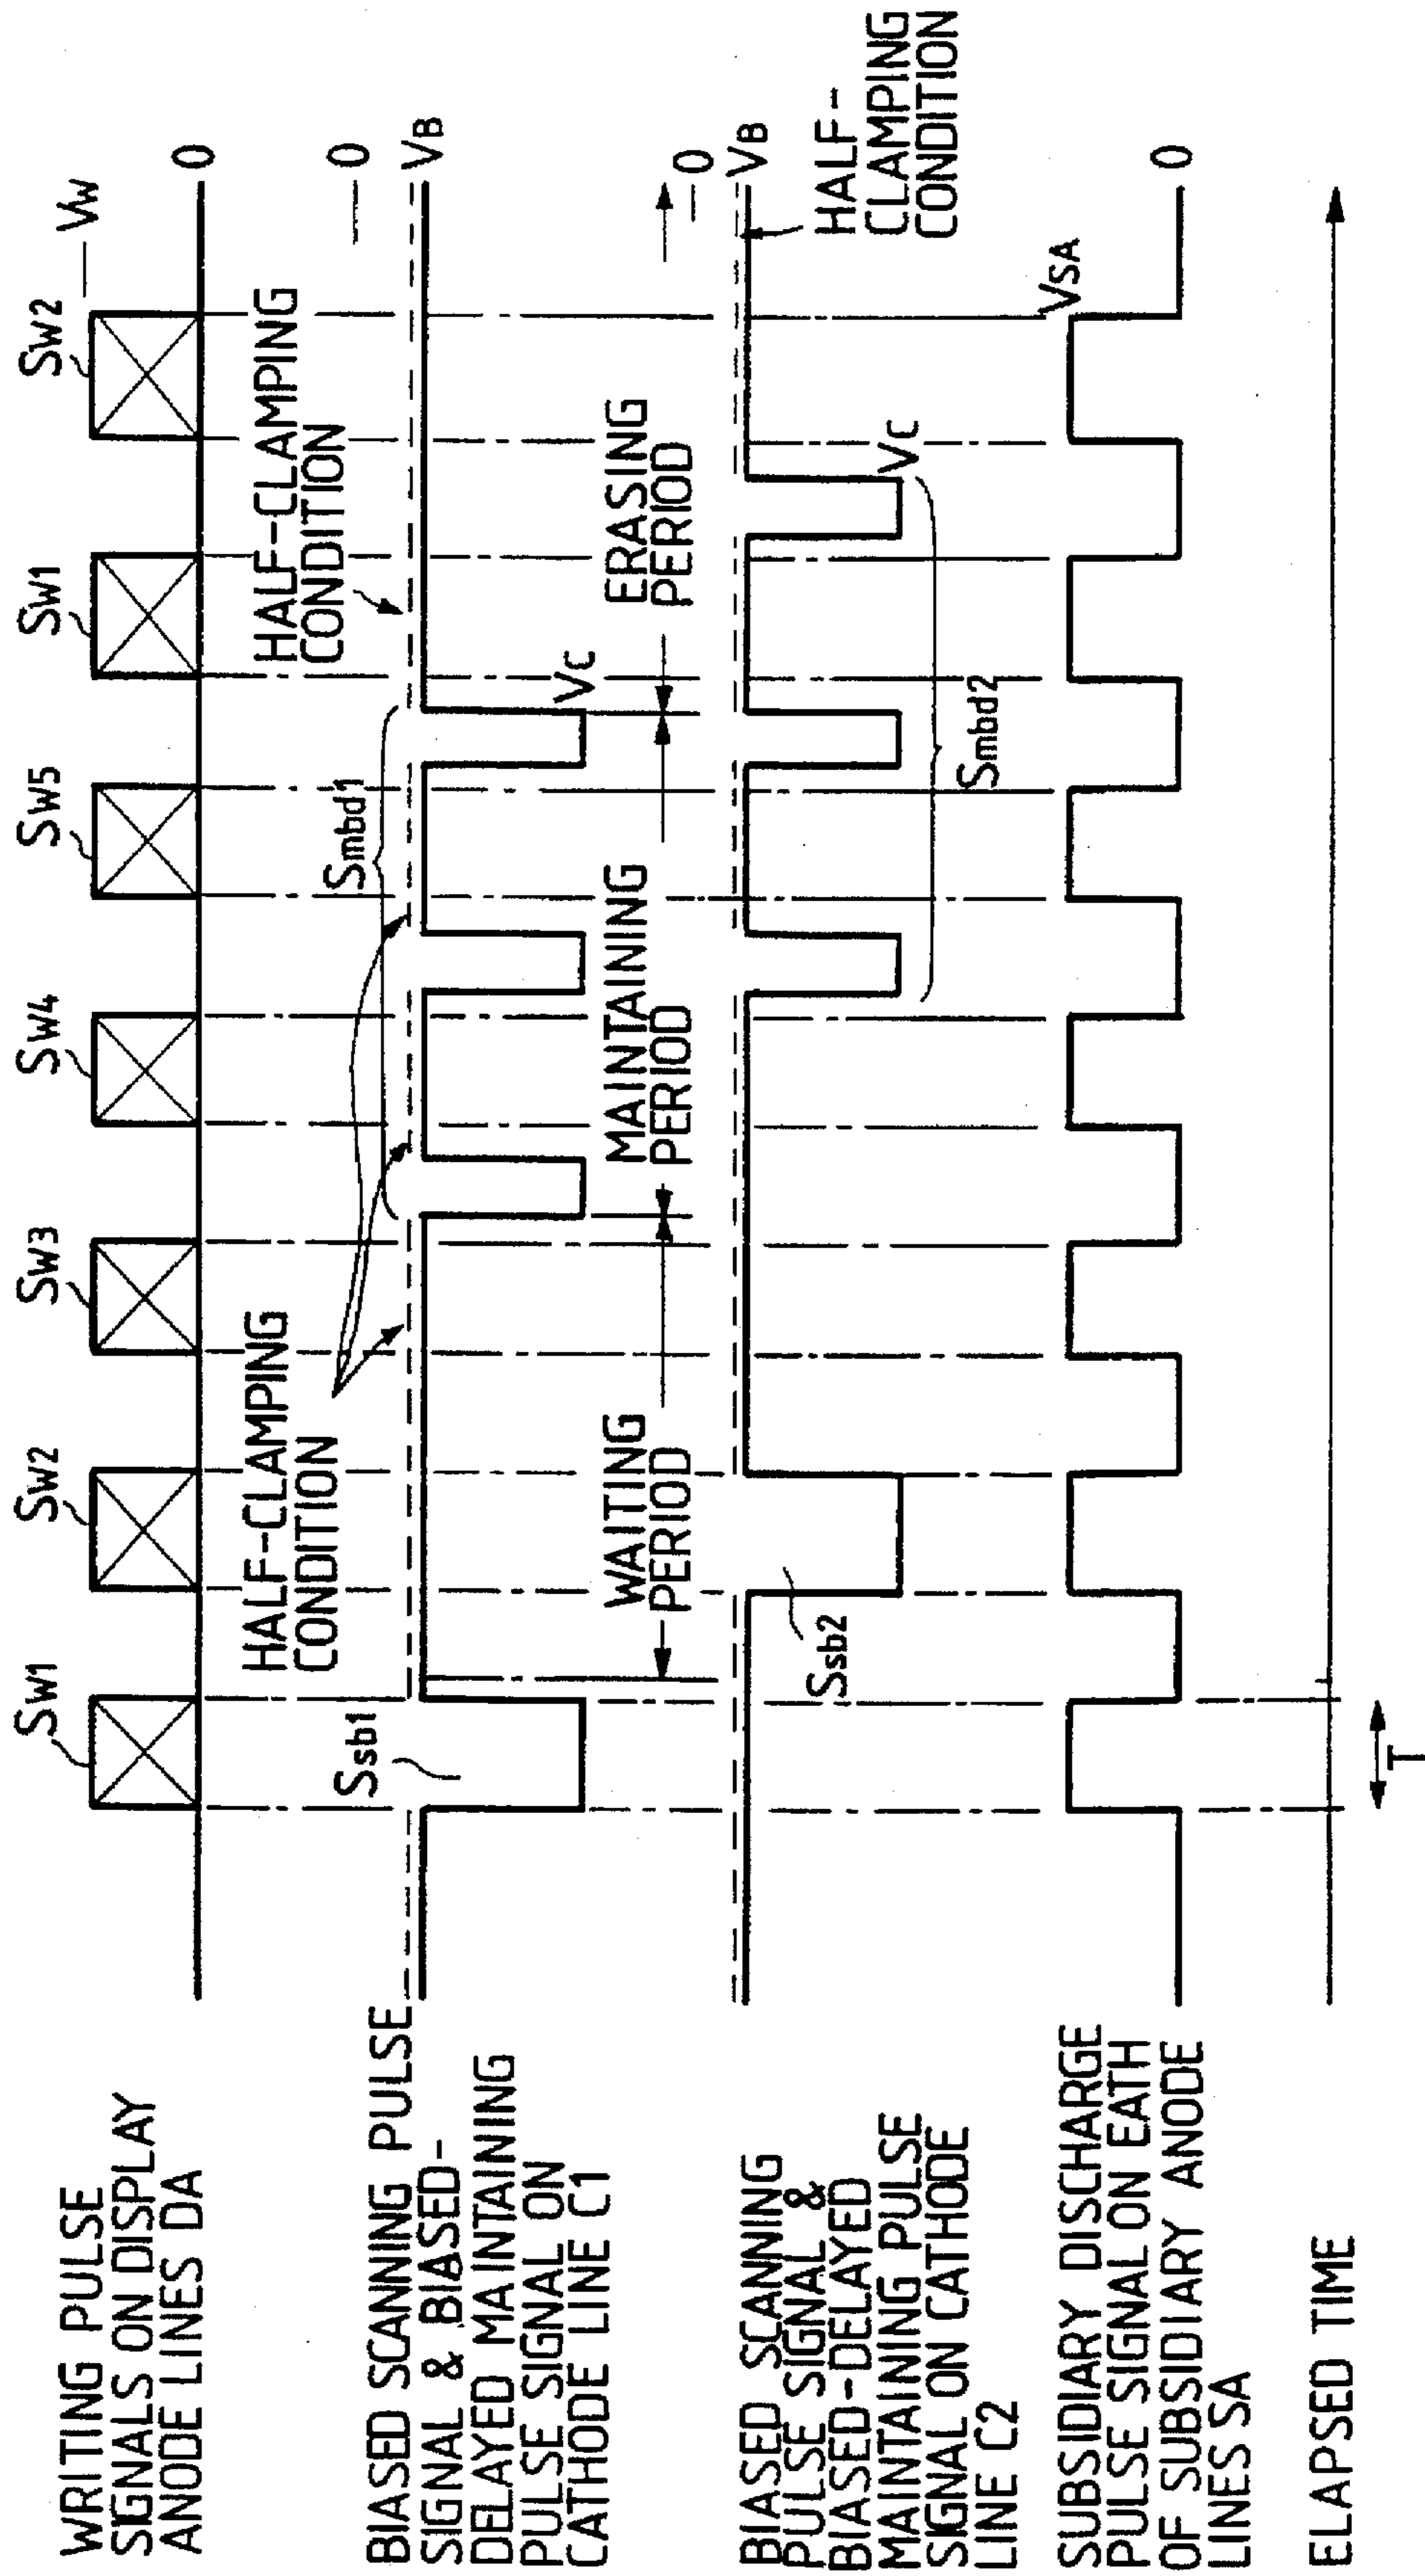 WRITING PULSE
SIGNALS ON DISPLAY
ANODE LINES DA
SW1
SW2
SW3
SW4
SW5
SW1
SW2
VW
0
BIASED SCANNING PULSE
SIGNAL & BIASED-
DELAYED MAINTAINING
PULSE SIGNAL ON
CATHODE LINE C1
Ssb1
HALF-CLAMPING
CONDITION
Smbd1
VC
HALF-CLAMPING
CONDITION
0
VB
WAITING
PERIOD
MAINTAINING
PERIOD
ERASING
PERIOD
BIASED SCANNING
PULSE SIGNAL &
BIASED-DELAYED
MAINTAINING PULSE
SIGNAL ON CATHODE
LINE C2
Ssb2
Smbd2
VC
0
VB
HALF-
CLAMPING
CONDITION
SUBSIDIARY DISCHARGE
PULSE SIGNAL ON EATH
OF SUBSIDIARY ANODE
LINES SA
VSA
0
ELAPSED TIME
T